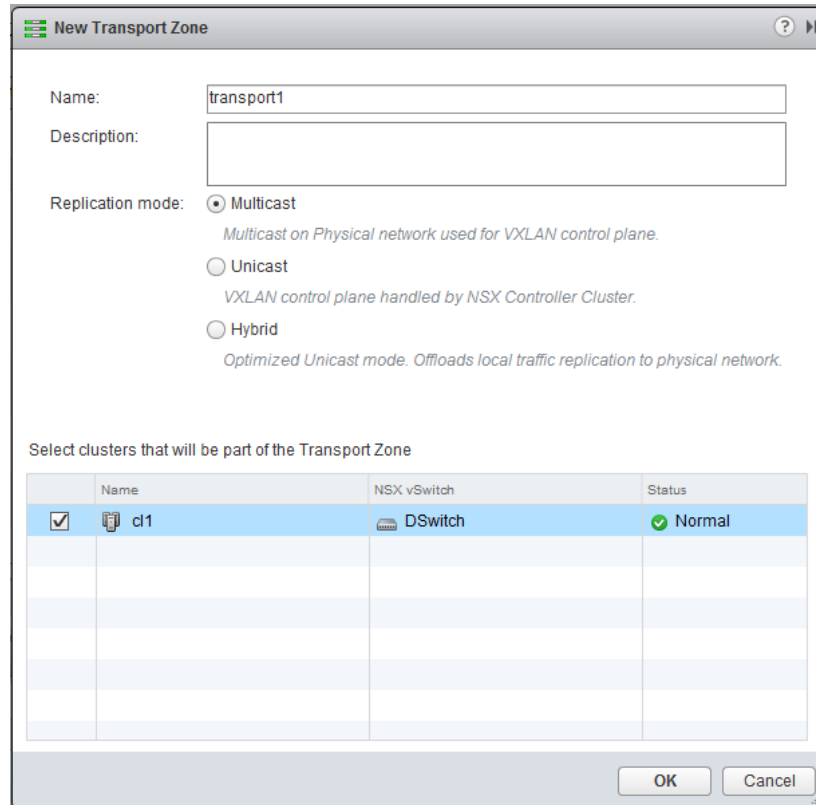 New Transport Zone ?
Name: transport1
Description:
Replication mode: Multicast
Multicast on Physical network used for VXLAN control plane.
Unicast
VXLAN control plane handled by NSX Controller Cluster.
Hybrid
Optimized Unicast mode. Offloads local traffic replication to physical network.
Select clusters that will be part of the Transport Zone
Name NSX vSwitch Status
cl1 DSwitch Normal
OK Cancel